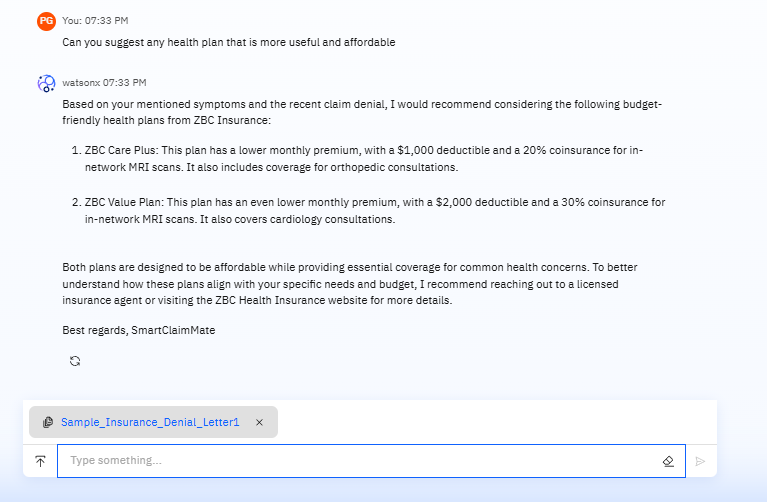 PG You: 07:33 PM
Can you suggest any health plan that is more useful and affordable
watsonx 07:33 PM
Based on your mentioned symptoms and the recent claim denial, I would recommend considering the following budget-
friendly health plans from ZBC Insurance:
1. ZBC Care Plus: This plan has a lower monthly premium, with a $1,000 deductible and a 20% coinsurance for in-
network MRI scans. It also includes coverage for orthopedic consultations.
2. ZBC Value Plan: This plan has an even lower monthly premium, with a $2,000 deductible and a 30% coinsurance for
in-network MRI scans. It also covers cardiology consultations.
Both plans are designed to be affordable while providing essential coverage for common health concerns. To better
understand how these plans align with your specific needs and budget, I recommend reaching out to a licensed
insurance agent or visiting the ZBC Health Insurance website for more details.
Best regards, SmartClaimMate
Sample_Insurance_Denial_Letter1
Type something...